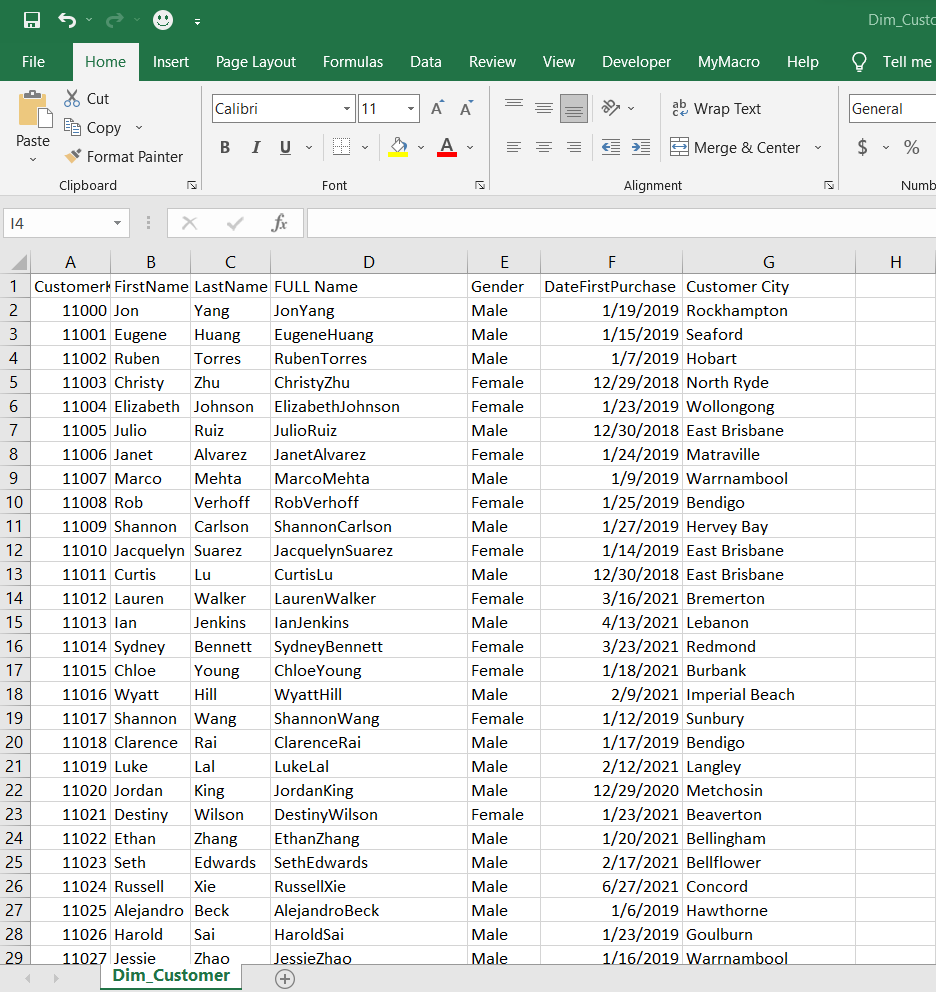 Dim_Custo
File Home Insert Page Layout Formulas Data Review View Developer MyMacro Help Tell me
Paste
Cut
Copy
Format Painter
Clipboard
Calibri 11 A A
B I U A
Font
ab c Wrap Text
Merge & Center
Alignment
General
$ %
Numb
I4 fx
A B C D E F G H
1 CustomerK FirstName LastName FULL Name Gender DateFirstPurchase Customer City
2 11000 Jon Yang JonYang Male 1/19/2019 Rockhampton
3 11001 Eugene Huang EugeneHuang Male 1/15/2019 Seaford
4 11002 Ruben Torres RubenTorres Male 1/7/2019 Hobart
5 11003 Christy Zhu ChristyZhu Female 12/29/2018 North Ryde
6 11004 Elizabeth Johnson ElizabethJohnson Female 1/23/2019 Wollongong
7 11005 Julio Ruiz JulioRuiz Male 12/30/2018 East Brisbane
8 11006 Janet Alvarez JanetAlvarez Female 1/24/2019 Matraville
9 11007 Marco Mehta MarcoMehta Male 1/9/2019 Warrnambool
10 11008 Rob Verhoff RobVerhoff Female 1/25/2019 Bendigo
11 11009 Shannon Carlson ShannonCarlson Male 1/27/2019 Hervey Bay
12 11010 Jacquelyn Suarez JacquelynSuarez Female 1/14/2019 East Brisbane
13 11011 Curtis Lu CurtisLu Male 12/30/2018 East Brisbane
14 11012 Lauren Walker LaurenWalker Female 3/16/2021 Bremerton
15 11013 Ian Jenkins IanJenkins Male 4/13/2021 Lebanon
16 11014 Sydney Bennett SydneyBennett Female 3/23/2021 Redmond
17 11015 Chloe Young ChloeYoung Female 1/18/2021 Burbank
18 11016 Wyatt Hill WyattHill Male 2/9/2021 Imperial Beach
19 11017 Shannon Wang ShannonWang Female 1/12/2019 Sunbury
20 11018 Clarence Rai ClarenceRai Male 1/17/2019 Bendigo
21 11019 Luke Lal LukeLal Male 2/12/2021 Langley
22 11020 Jordan King JordanKing Male 12/29/2020 Metchosin
23 11021 Destiny Wilson DestinyWilson Female 1/23/2021 Beaverton
24 11022 Ethan Zhang EthanZhang Male 1/20/2021 Bellingham
25 11023 Seth Edwards SethEdwards Male 2/17/2021 Bellflower
26 11024 Russell Xie RussellXie Male 6/27/2021 Concord
27 11025 Alejandro Beck AlejandroBeck Male 1/6/2019 Hawthorne
28 11026 Harold Sai HaroldSai Male 1/23/2019 Goulburn
29 11027 Jessie Zhao JessieZhao Male 1/16/2019 Warrnambool
Dim_Customer